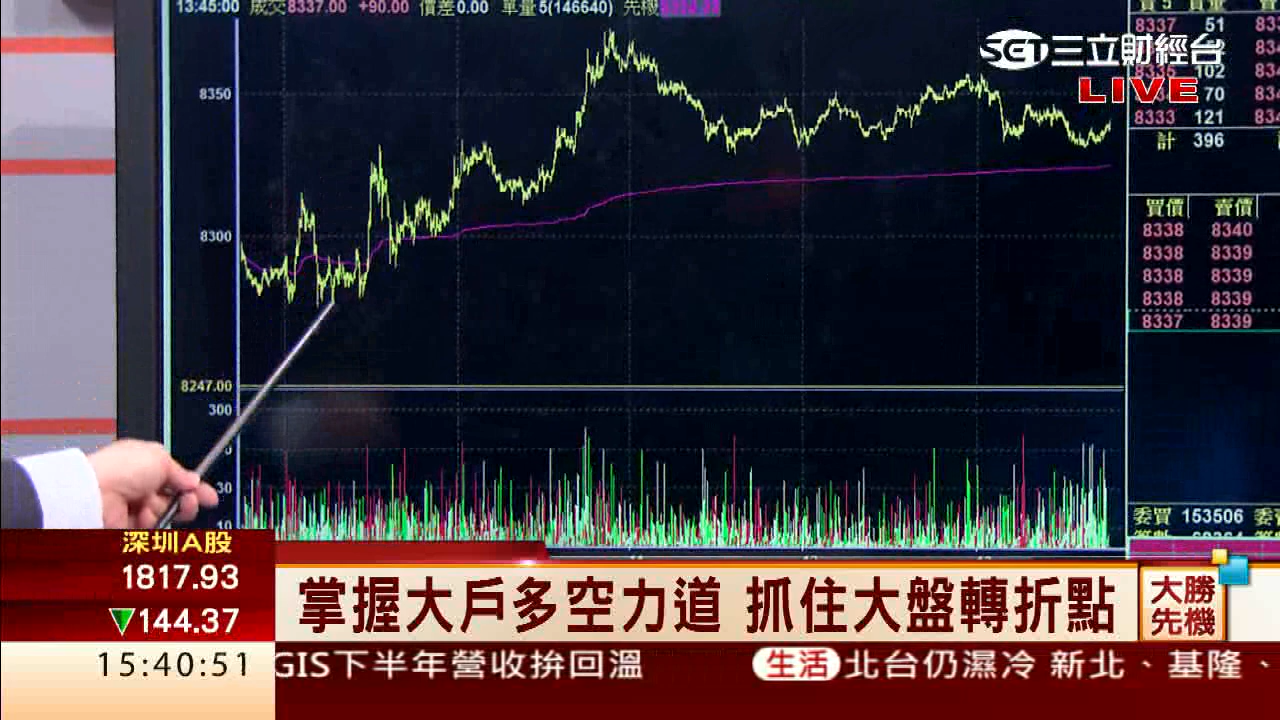 13:45:00 成交8337.00 +90.00 價差0.00 單量5(146640) 先機
SET三立財經台
LIVE
8337 51
8335 102
70
8333 121
計 396
8350
8300
8247.00
300
買價 賣價
8338 8340
8338 8339
8338 8339
8338 8339
8337 8339
委買 153506
深圳A股
1817.93
▼144.37
15:40:51
掌握大戶多空力道 抓住大盤轉折點
大勝
先機
GIS下半年營收拚回溫
生活 北台仍濕冷 新北、基隆、